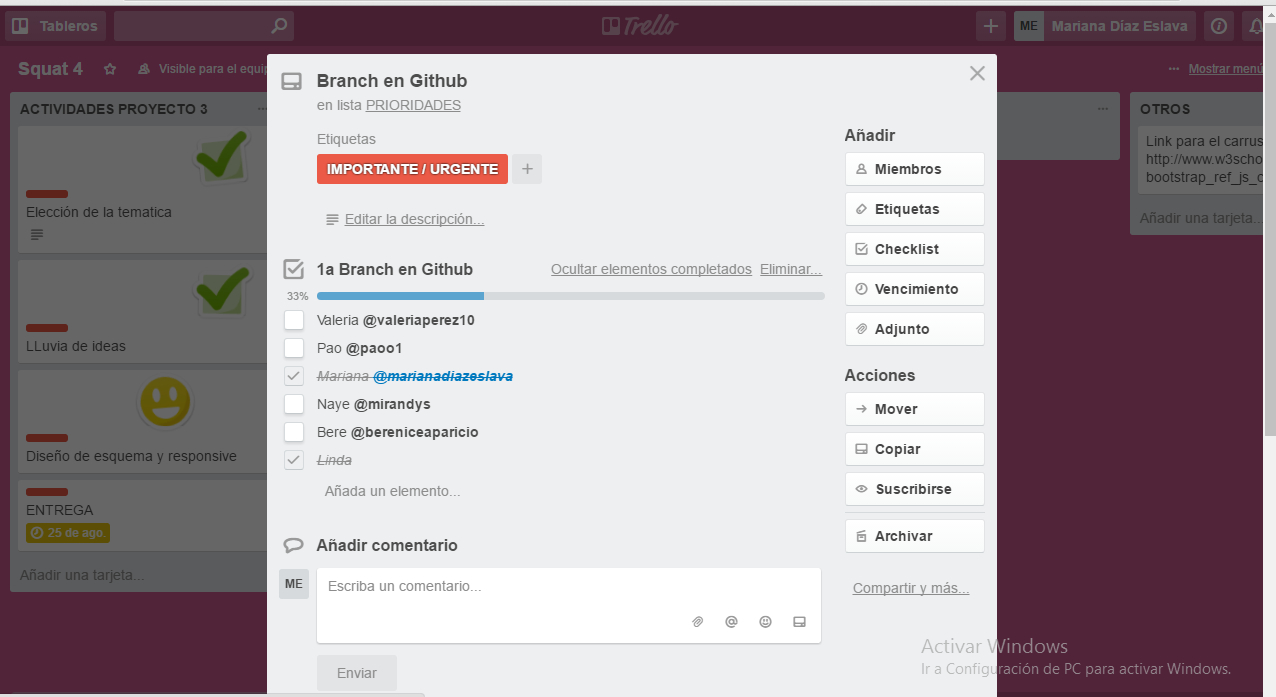 Tableros
Trello
ME Mariana Díaz Eslava
Squat 4
Visible para el equip
Mostrar menú
ACTIVIDADES PROYECTO 3
Elección de la tematica
LLuvia de ideas
Diseño de esquema y responsive
ENTREGA
25 de ago.
Añadir una tarjeta...
Branch en Github
en lista PRIORIDADES
Etiquetas
IMPORTANTE / URGENTE
+
Editar la descripción...
1a Branch en Github
Ocultar elementos completados Eliminar...
33%
Valeria @valeriaperez10
Pao @paoo1
Mariana @marianadiazeslava
Naye @mirandys
Bere @bereniceaparicio
Linda
Añada un elemento...
Añadir comentario
ME
Escriba un comentario...
Enviar
Añadir
Miembros
Etiquetas
Checklist
Vencimiento
Adjunto
Acciones
Mover
Copiar
Suscribirse
Archivar
Compartir y más...
OTROS
Link para el carrus
http://www.w3scho
bootstrap_ref_js_c
Añadir una tarjeta...
Activar Windows
Ir a Configuración de PC para activar Windows.